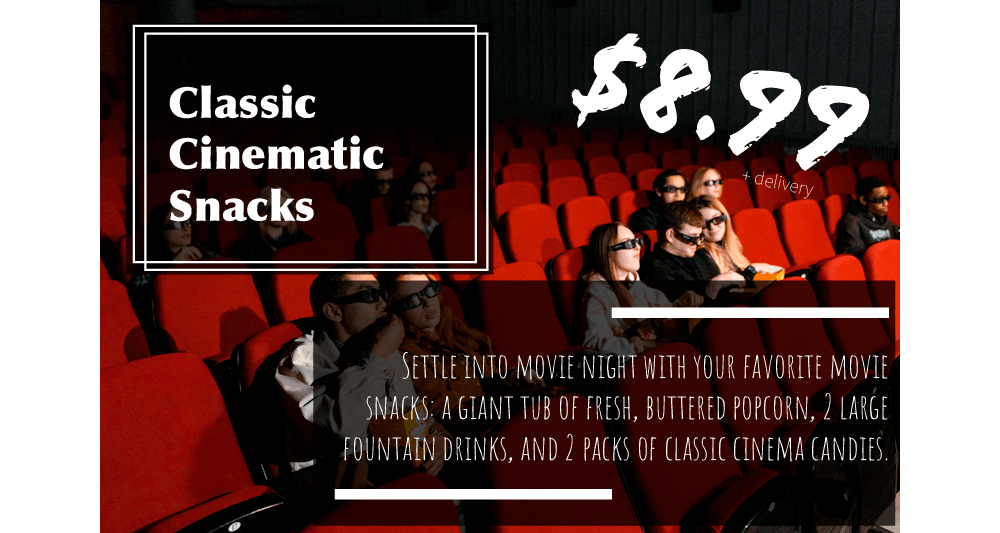 Classic
Cinematic
Snacks
$8.99
+ delivery
Settle into movie night with your favorite movie
snacks: a giant tub of fresh, buttered popcorn, 2 large
fountain drinks, and 2 packs of classic cinema candies.